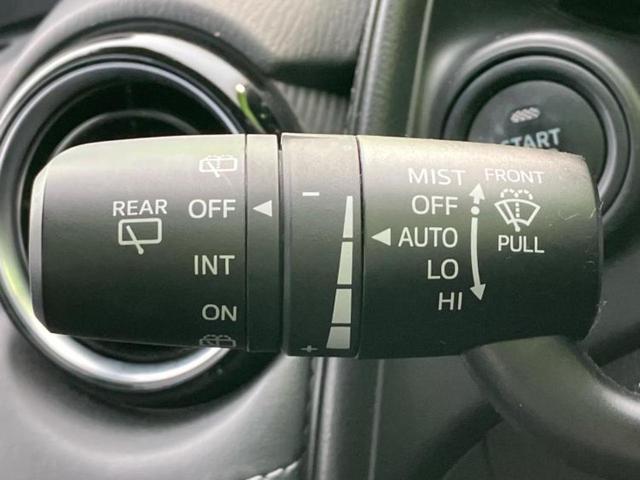 REAR
OFF
INT
ON
−
+
MIST
OFF
AUTO
LO
HI
FRONT
PULL
START